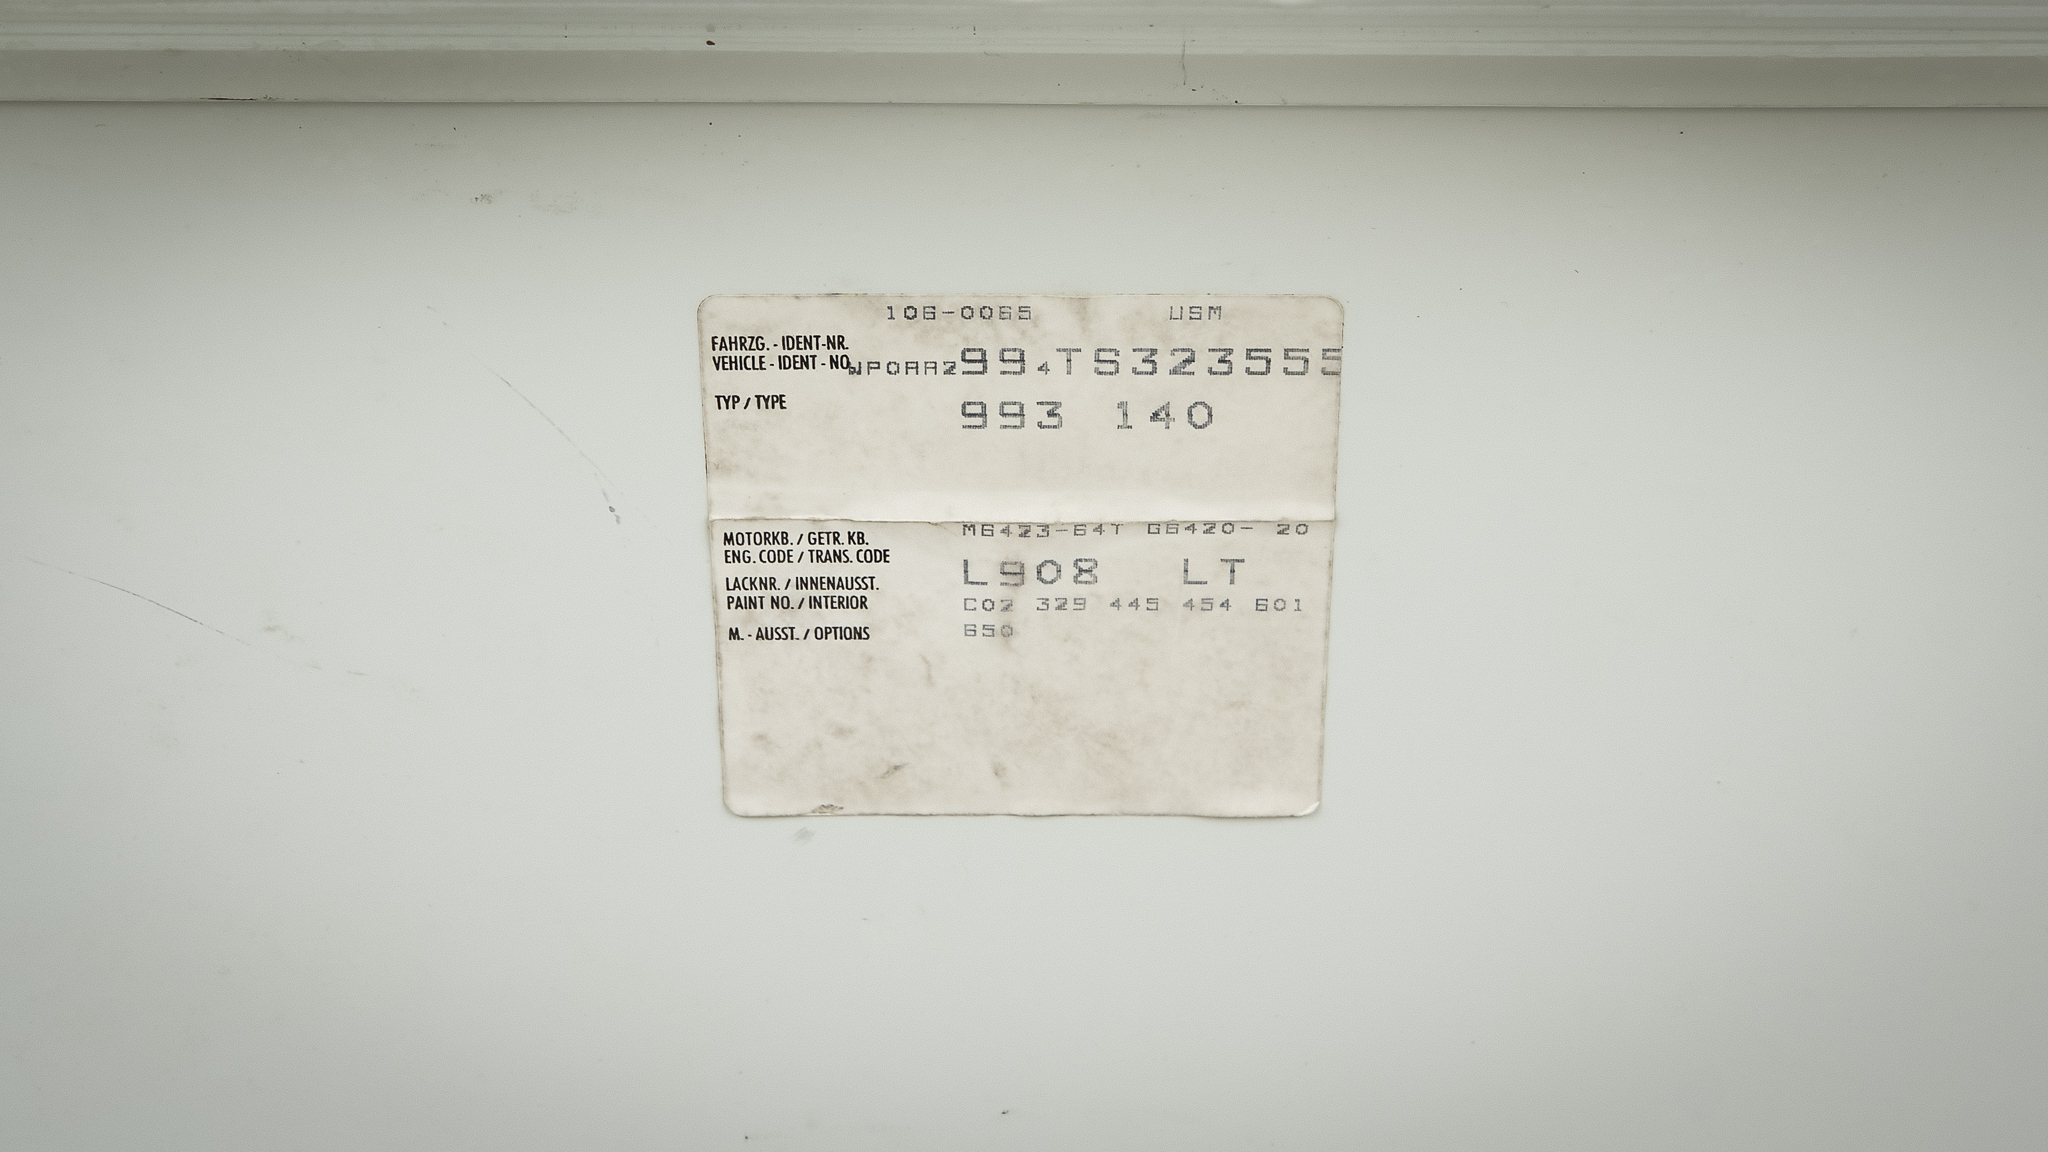 106-0065 USM
FAHRZG. - IDENT-NR.
VEHICLE - IDENT - NO. WP0AA2994TS323555
TYP / TYPE 993 140
M6423-64T G6420- 20
MOTORKB. / GETR. KB.
ENG. CODE / TRANS. CODE
L908 LT
LACKNR. / INNENAUSST.
PAINT NO. / INTERIOR C02 329 445 454 601
M. - AUSST. / OPTIONS 650